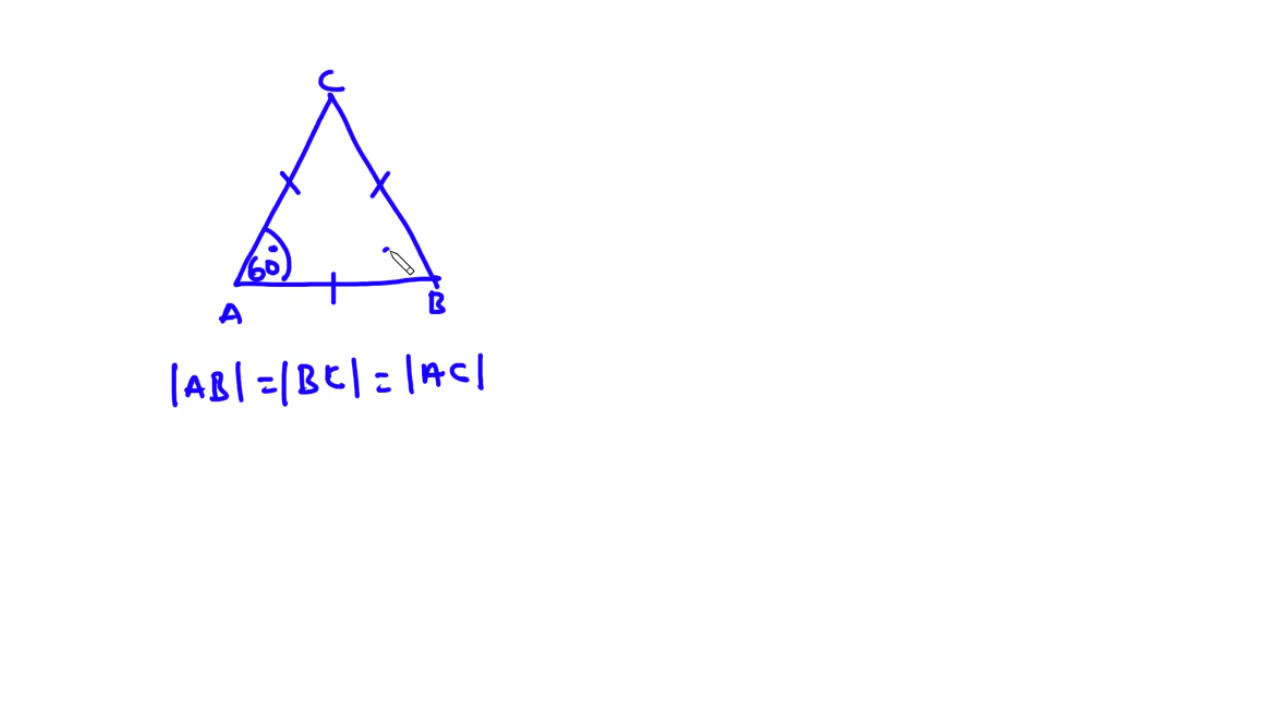 C
60°
A
B
|AB| = |BC| = |AC|